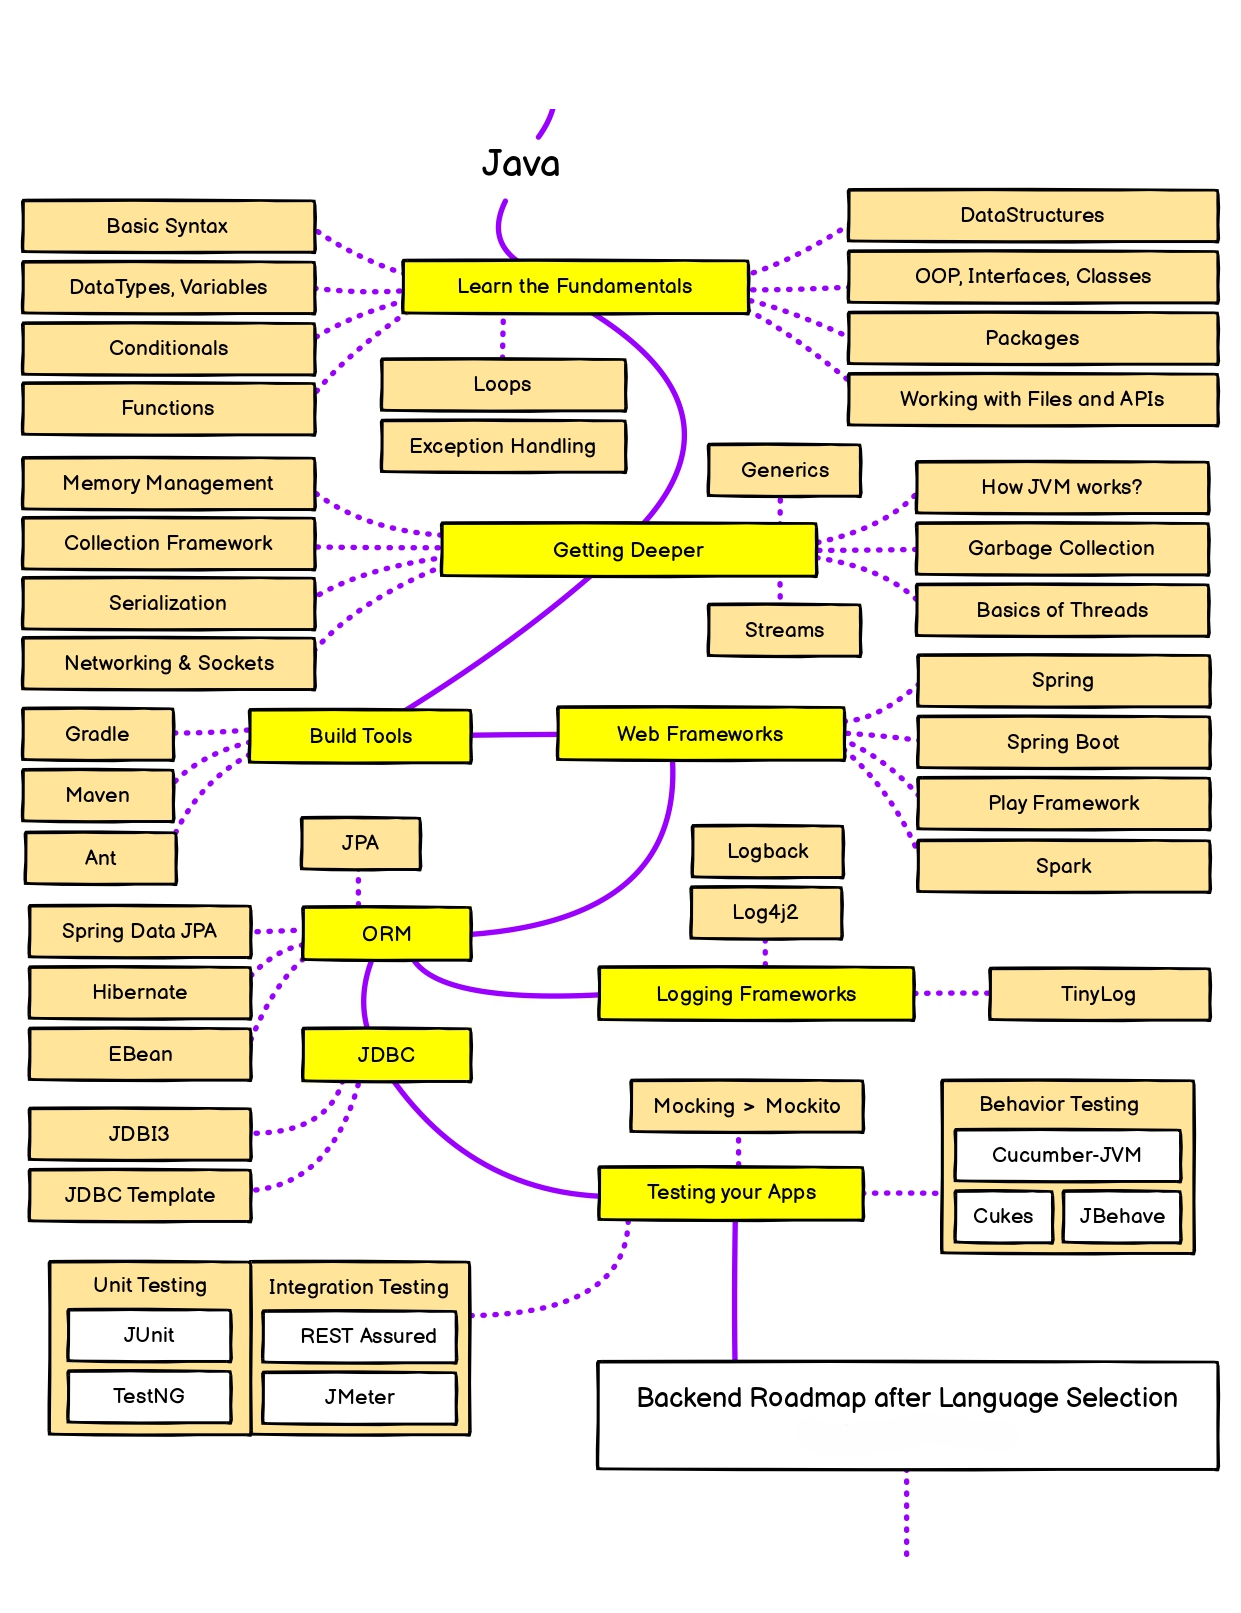 Java
Learn the Fundamentals
Basic Syntax
DataTypes, Variables
Conditionals
Functions
Loops
Exception Handling
DataStructures
OOP, Interfaces, Classes
Packages
Working with Files and APIs
Getting Deeper
Memory Management
Collection Framework
Serialization
Networking & Sockets
Generics
Streams
How JVM works?
Garbage Collection
Basics of Threads
Build Tools
Gradle
Maven
Ant
Web Frameworks
Spring
Spring Boot
Play Framework
Spark
ORM
JPA
Spring Data JPA
Hibernate
EBean
Logging Frameworks
Logback
Log4j2
TinyLog
JDBC
JDBI3
JDBC Template
Testing your Apps
Mocking > Mockito
Behavior Testing
Cucumber-JVM
Cukes
JBehave
Unit Testing
JUnit
TestNG
Integration Testing
REST Assured
JMeter
Backend Roadmap after Language Selection